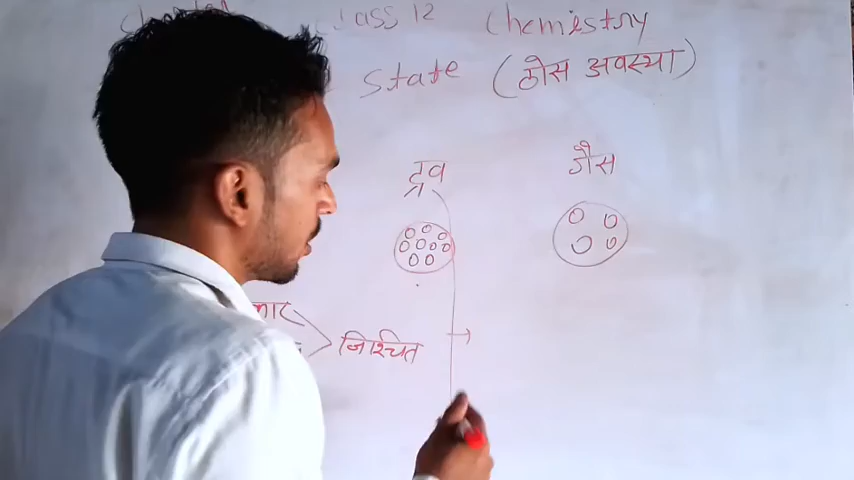 Class 12 Chemistry
State (ठोस अवस्था)
द्रव गैस
निश्चित